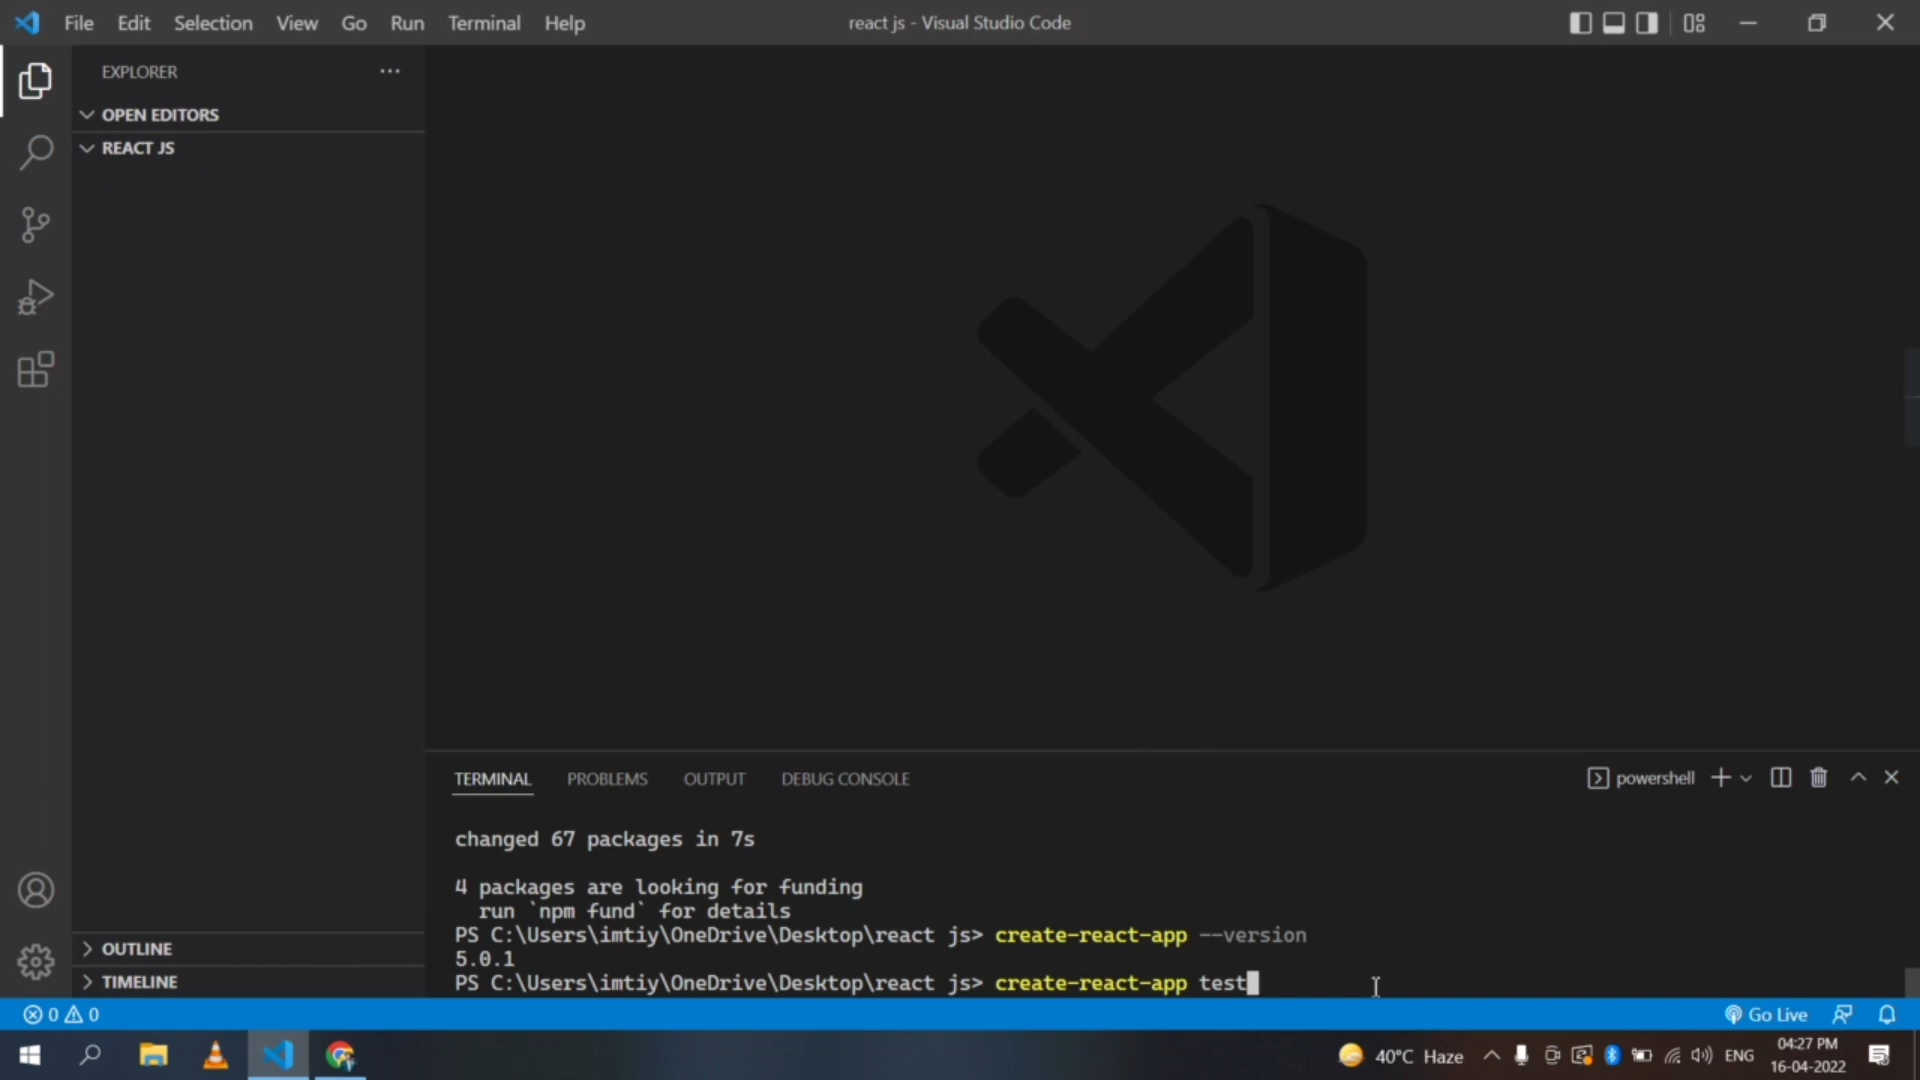 File Edit Selection View Go Run Terminal Help
react js - Visual Studio Code
EXPLORER
OPEN EDITORS
REACT JS
OUTLINE
TIMELINE
TERMINAL PROBLEMS OUTPUT DEBUG CONSOLE
powershell
changed 67 packages in 7s
4 packages are looking for funding
run `npm fund` for details
PS C:\Users\imtiy\OneDrive\Desktop\react js> create-react-app --version
5.0.1
PS C:\Users\imtiy\OneDrive\Desktop\react js> create-react-app test
0 0
Go Live
40°C Haze
ENG
04:27 PM
16-04-2022